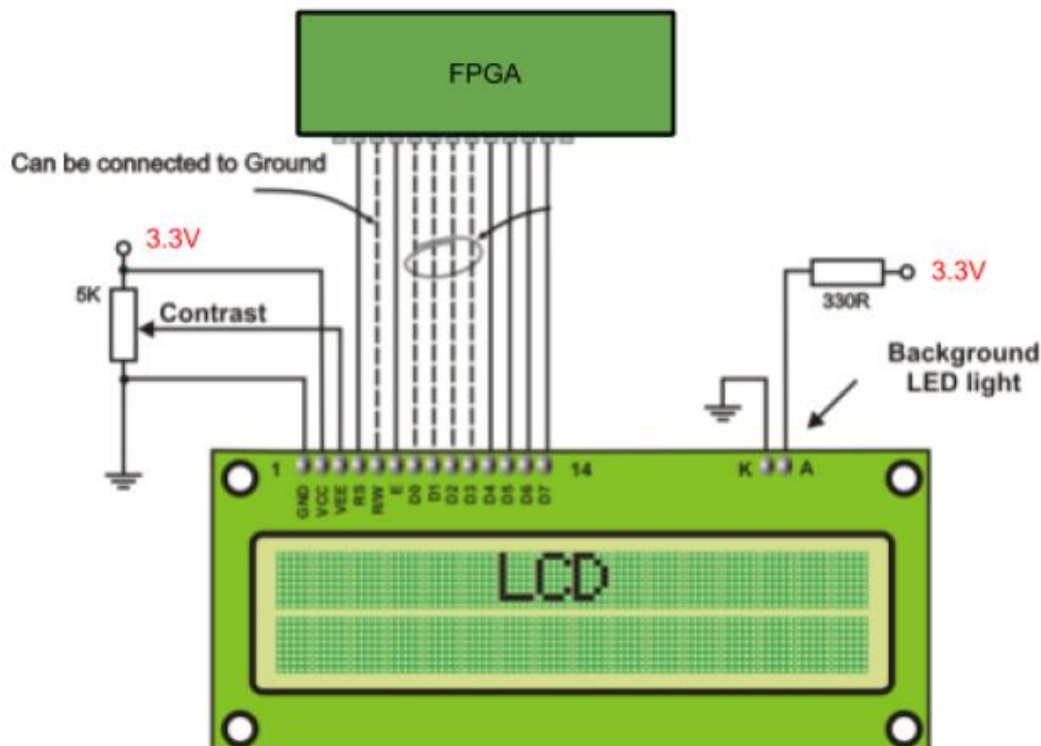 FPGA
Can be connected to Ground
3.3V
5K
Contrast
3.3V
330R
Background
LED light
1
14
K
A
GND
VCC
VEE
RS
R/W
E
D0
D1
D2
D3
D4
D5
D6
D7
LCD